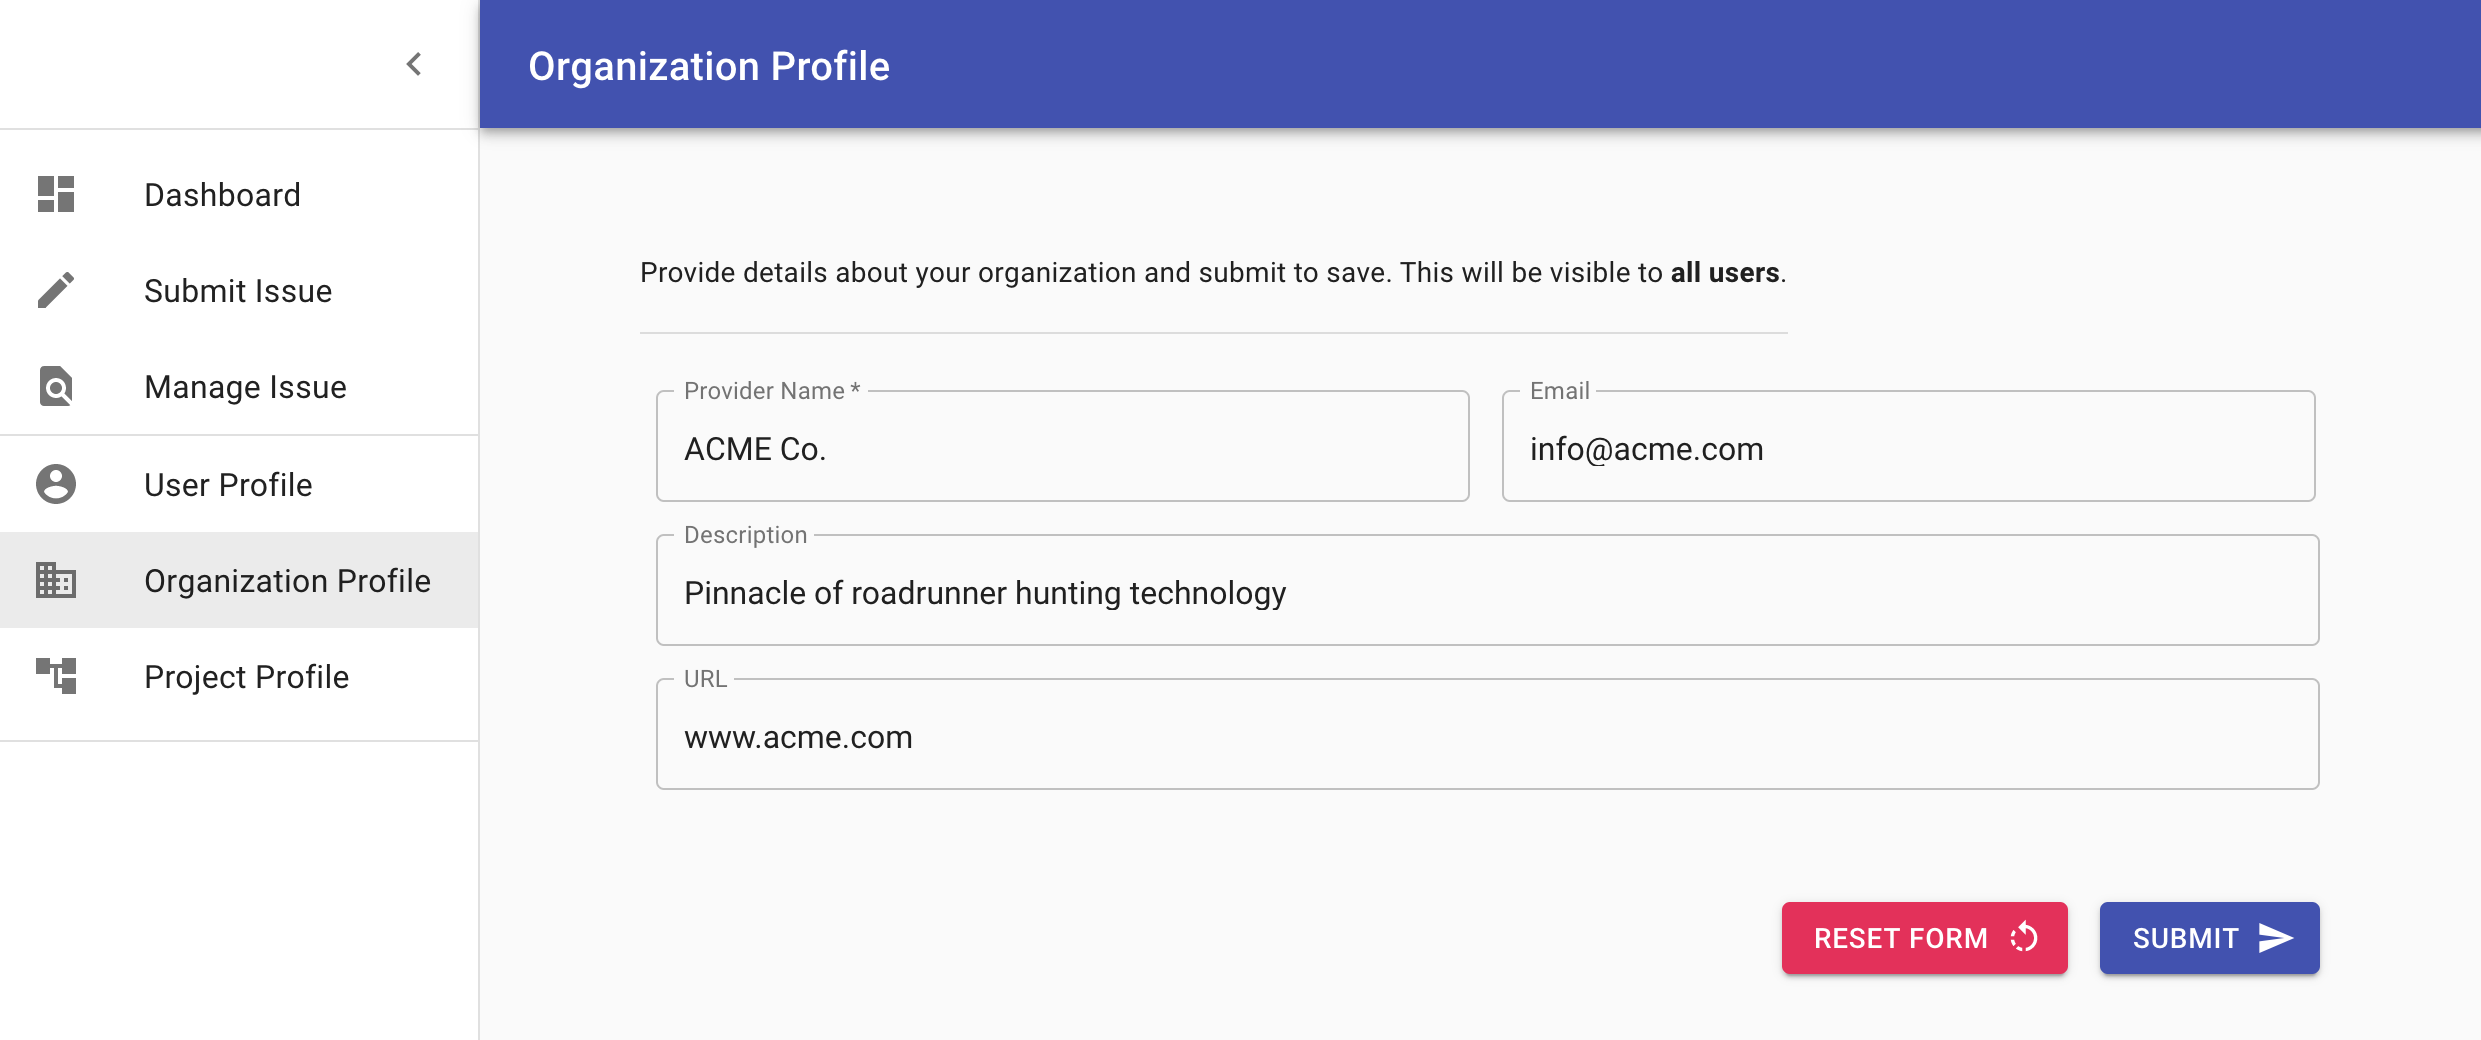 Organization Profile
Dashboard
Submit Issue
Manage Issue
User Profile
Organization Profile
Project Profile
Provide details about your organization and submit to save. This will be visible to all users.
Provider Name *
ACME Co.
Email
info@acme.com
Description
Pinnacle of roadrunner hunting technology
URL
www.acme.com
RESET FORM
SUBMIT